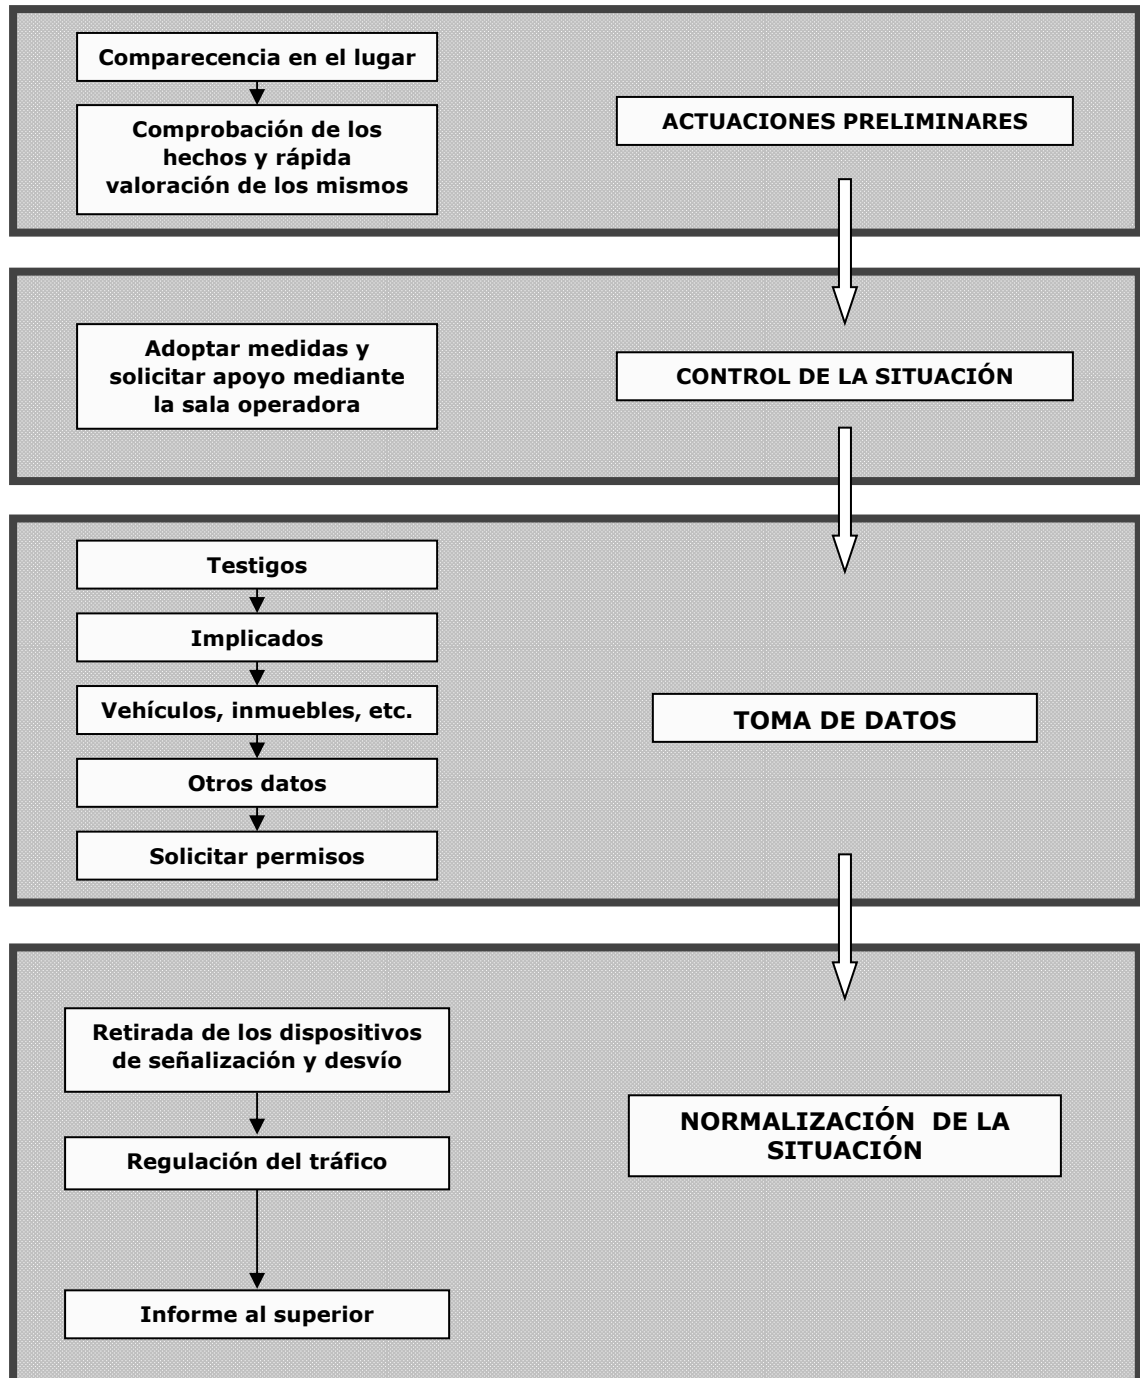 Comparecencia en el lugar
Comprobación de los
hechos y rápida
valoración de los mismos
ACTUACIONES PRELIMINARES
Adoptar medidas y
solicitar apoyo mediante
la sala operadora
CONTROL DE LA SITUACIÓN
Testigos
Implicados
Vehículos, inmuebles, etc.
Otros datos
Solicitar permisos
TOMA DE DATOS
Retirada de los dispositivos
de señalización y desvío
Regulación del tráfico
Informe al superior
NORMALIZACIÓN DE LA
SITUACIÓN